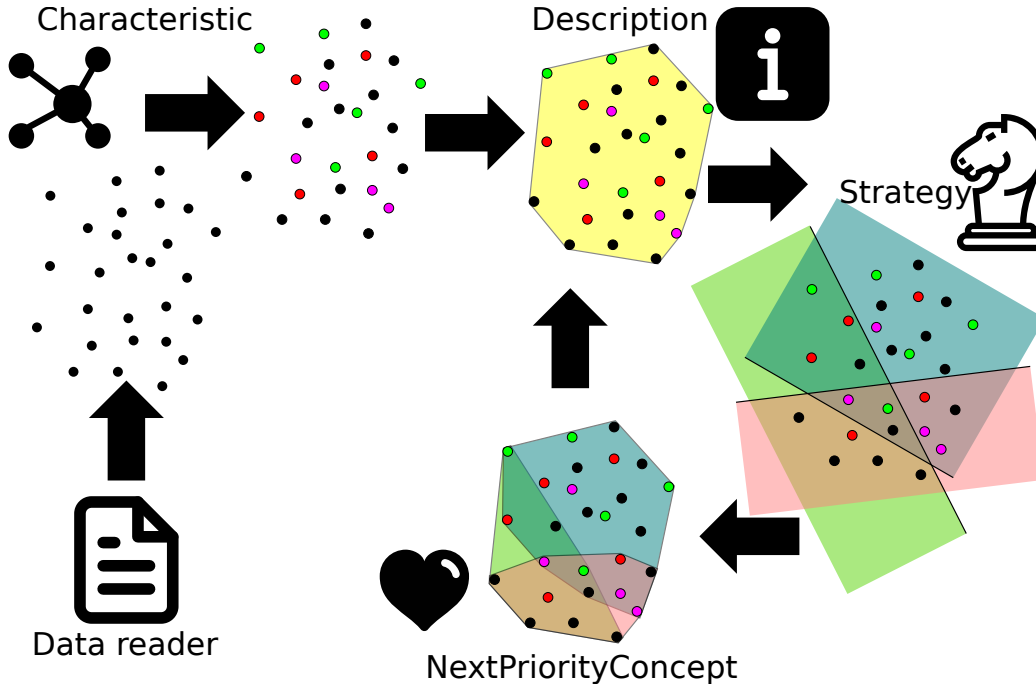 Characteristic
Description
i
Strategy
Data reader
NextPriorityConcept